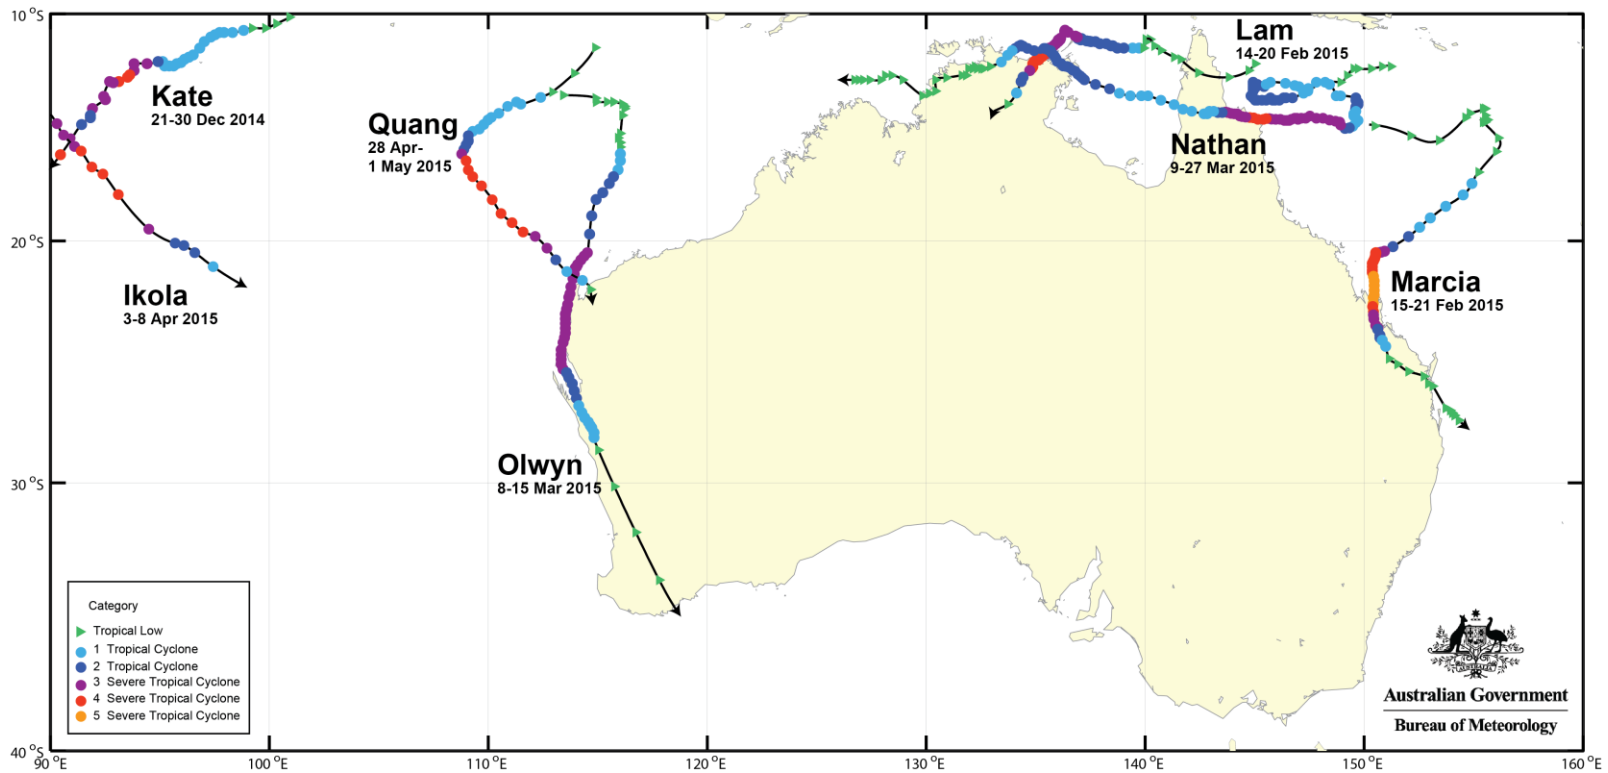 10 °S
Kate
21-30 Dec 2014
Quang
28 Apr-
1 May 2015
Lam
14-20 Feb 2015
Nathan
9-27 Mar 2015
20 °S
Ikola
3-8 Apr 2015
Marcia
15-21 Feb 2015
Olwyn
8-15 Mar 2015
30 °S
Category
Tropical Low
1 Tropical Cyclone
2 Tropical Cyclone
3 Severe Tropical Cyclone
4 Severe Tropical Cyclone
5 Severe Tropical Cyclone
Australian Government
Bureau of Meteorology
40 °S
90 °E
100 °E
110 °E
120 °E
130 °E
140 °E
150 °E
160 °E